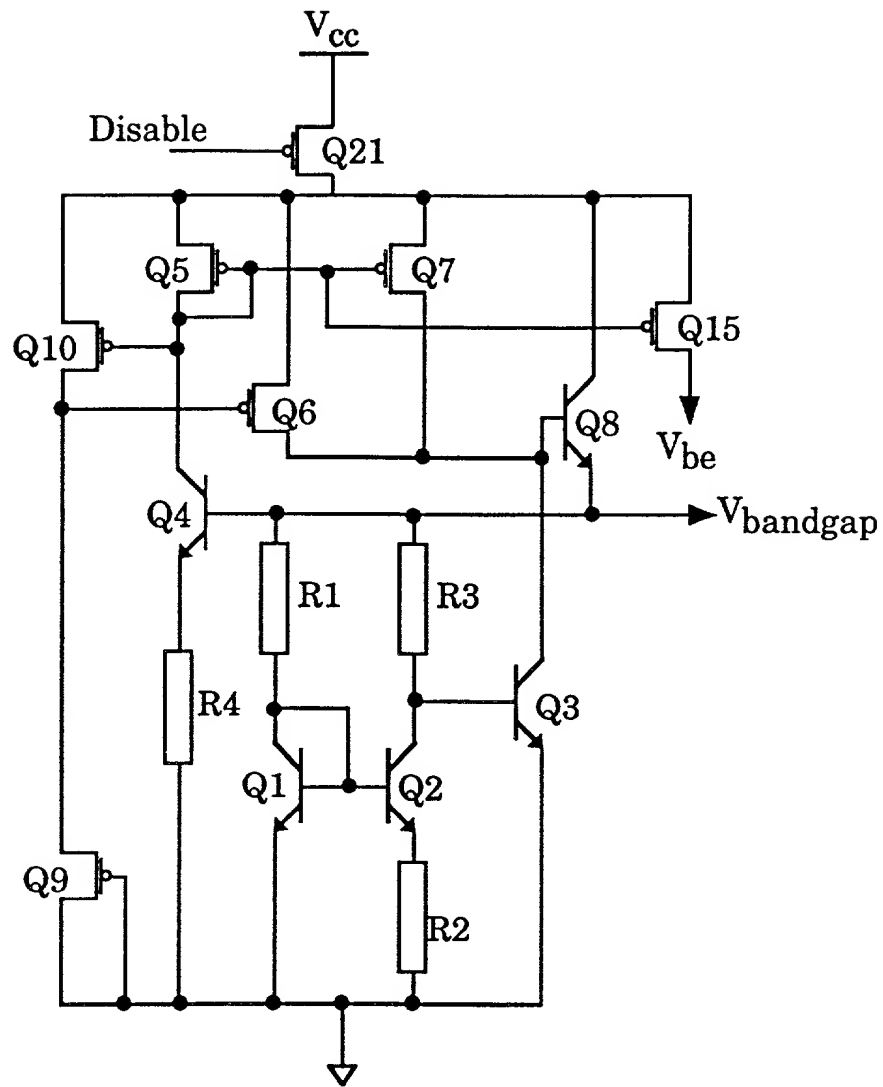 Vcc
Disable
Q21
Q5
Q7
Q10
Q15
Q6
Q8
Vbe
Q4
Vbandgap
R1
R3
R4
Q3
Q1
Q2
Q9
R2